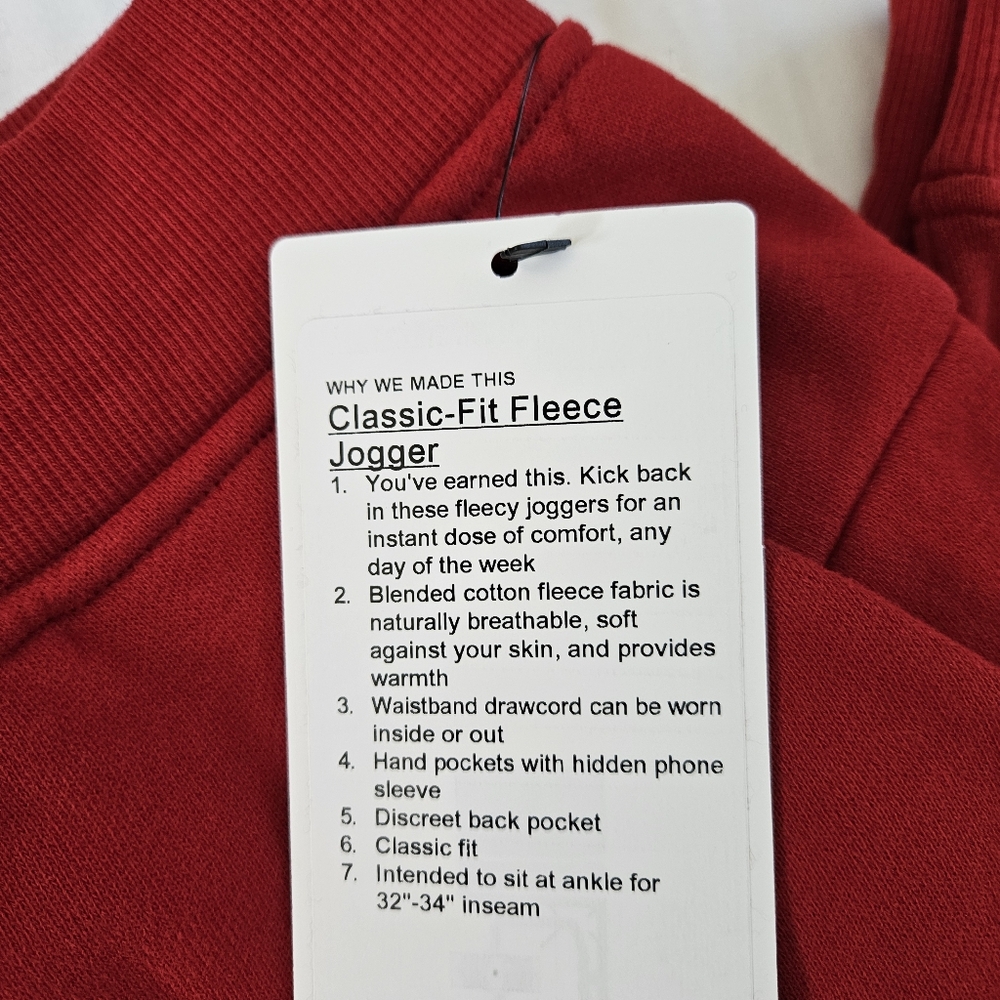 WHY WE MADE THIS
Classic-Fit Fleece
Jogger
1. You've earned this. Kick back
in these fleecy joggers for an
instant dose of comfort, any
day of the week
2. Blended cotton fleece fabric is
naturally breathable, soft
against your skin, and provides
warmth
3. Waistband drawcord can be worn
inside or out
4. Hand pockets with hidden phone
sleeve
5. Discreet back pocket
6. Classic fit
7. Intended to sit at ankle for
32"-34" inseam